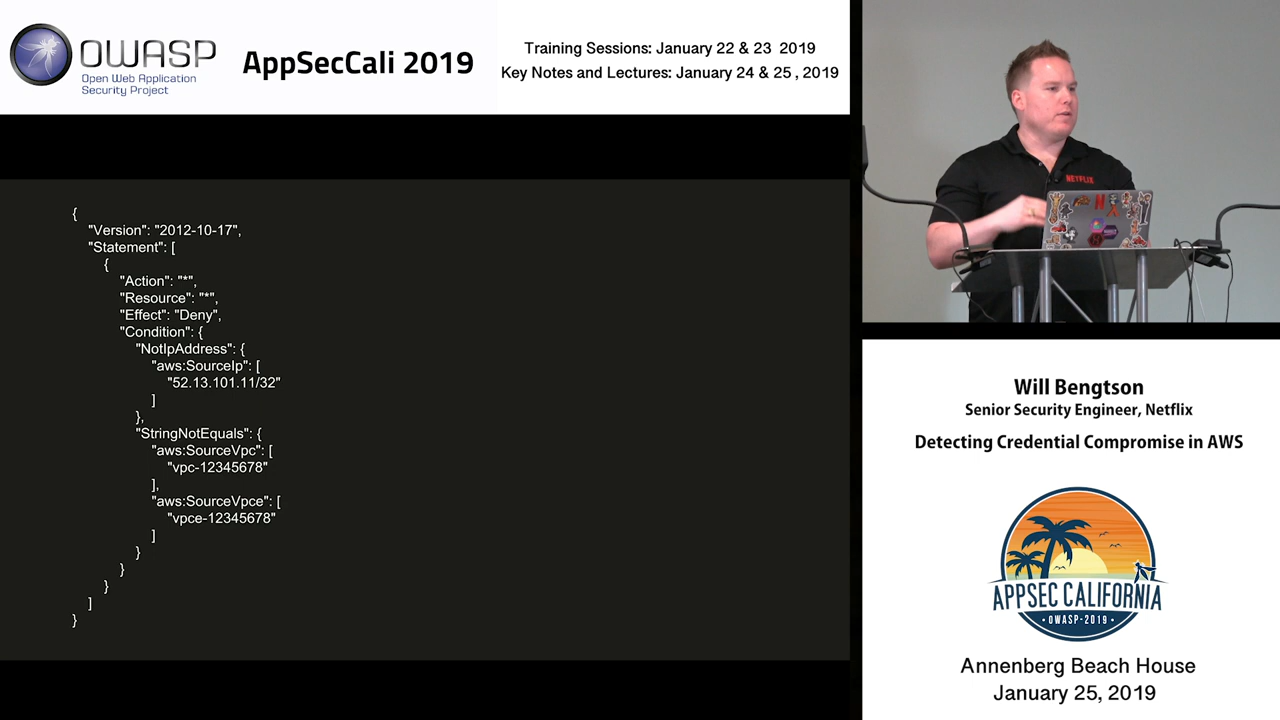 OWASP
Open Web Application
Security Project
AppSecCali 2019
Training Sessions: January 22 & 23 2019
Key Notes and Lectures: January 24 & 25 , 2019
{
"Version": "2012-10-17",
"Statement": [
{
"Action": "*",
"Resource": "*",
"Effect": "Deny",
"Condition": {
"NotIpAddress": {
"aws:SourceIp": [
"52.13.101.11/32"
]
},
"StringNotEquals": {
"aws:SourceVpc": [
"vpc-12345678"
],
"aws:SourceVpce": [
"vpce-12345678"
]
}
}
}
]
}
NETFLIX
N
Will Bengtson
Senior Security Engineer, Netflix
Detecting Credential Compromise in AWS
APPSEC CALIFORNIA
· OWASP-2019 ·
Annenberg Beach House
January 25, 2019